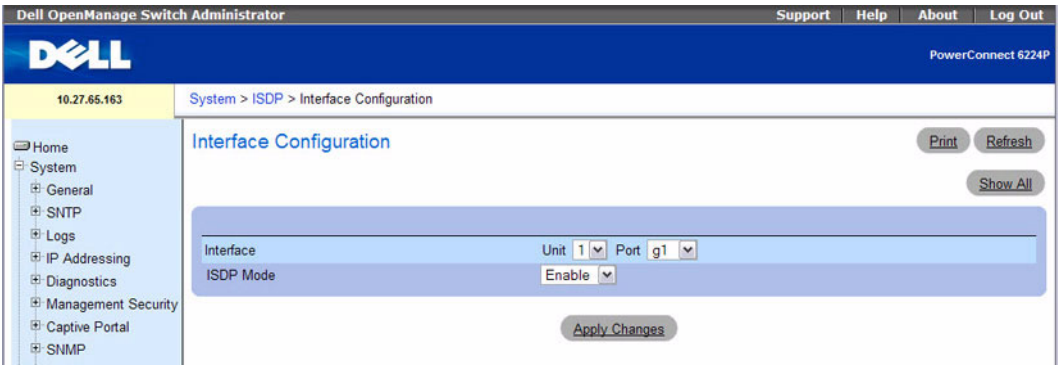 Dell OpenManage Switch Administrator
Support Help About Log Out
DELL
PowerConnect 6224P
10.27.65.163
System > ISDP > Interface Configuration
Home
System
General
SNTP
Logs
IP Addressing
Diagnostics
Management Security
Captive Portal
SNMP
Interface Configuration
Print Refresh
Show All
Interface Unit 1 Port g1
ISDP Mode Enable
Apply Changes